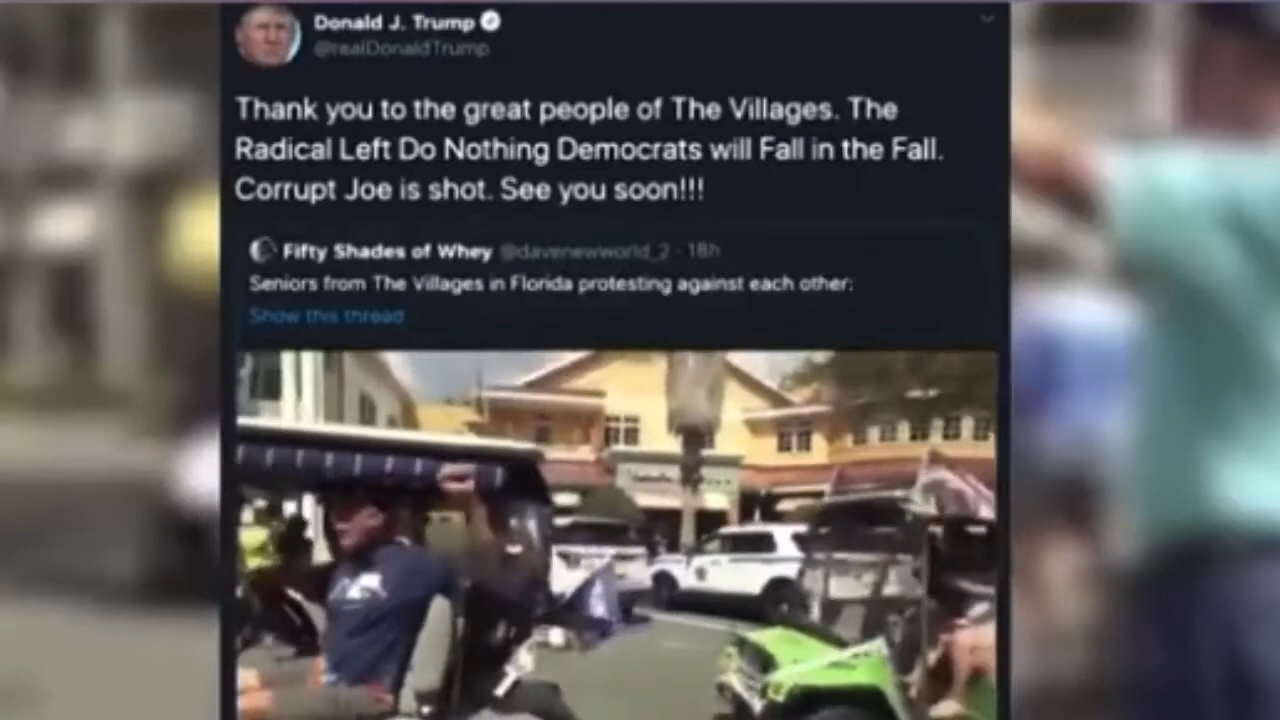 Donald J. Trump
@realDonaldTrump
Thank you to the great people of The Villages. The
Radical Left Do Nothing Democrats will Fall in the Fall.
Corrupt Joe is shot. See you soon!!!
Fifty Shades of Whey @davenewworld_2 - 18h
Seniors from The Villages in Florida protesting against each other:
Show this thread